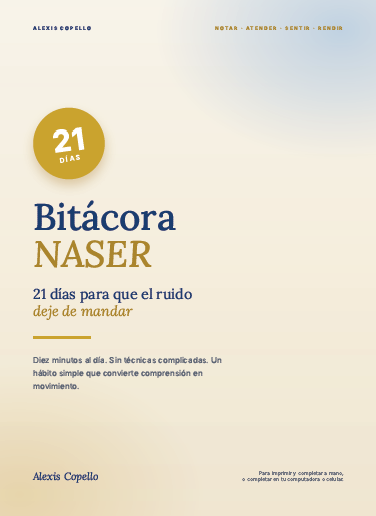 ALEXIS COPELLO
NOTAR · ATENDER · SENTIR · RENDIR
21
DÍAS
Bitácora
NASER
21 días para que el ruido
deje de mandar
Diez minutos al día. Sin técnicas complicadas. Un
hábito simple que convierte comprensión en
movimiento.
Alexis Copello
Para imprimir y completar a mano,
o completar en tu computadora o celular.